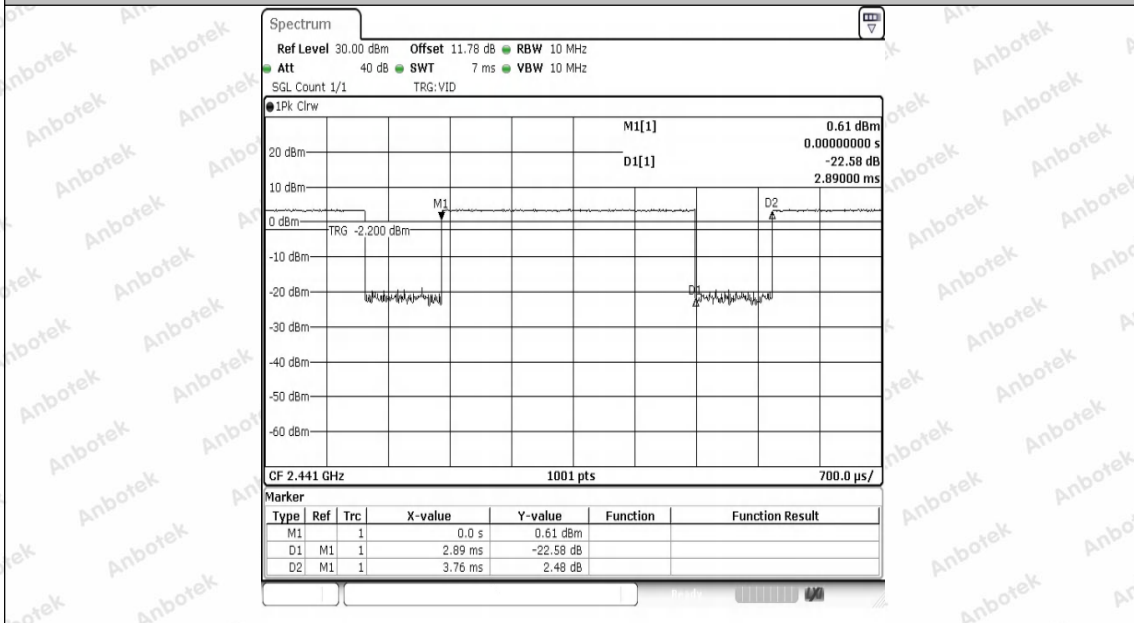 Spectrum
Ref Level 30.00 dBm Offset 11.78 dB RBW 10 MHz
Att 40 dB SWT 7 ms VBW 10 MHz
SGL Count 1/1 TRG:VID
1Pk Clrw
M1[1] 0.61 dBm
0.00000000 s
20 dBm
D1[1] -22.58 dB
2.89000 ms
10 dBm
M1
D2
0 dBm
TRG -2.200 dBm
-10 dBm
-20 dBm
D1
-30 dBm
-40 dBm
-50 dBm
-60 dBm
CF 2.441 GHz 1001 pts 700.0 µs/
Marker
Type Ref Trc X-value Y-value Function Function Result
M1 1 0.0 s 0.61 dBm
D1 M1 1 2.89 ms -22.58 dB
D2 M1 1 3.76 ms 2.48 dB
Anbotek